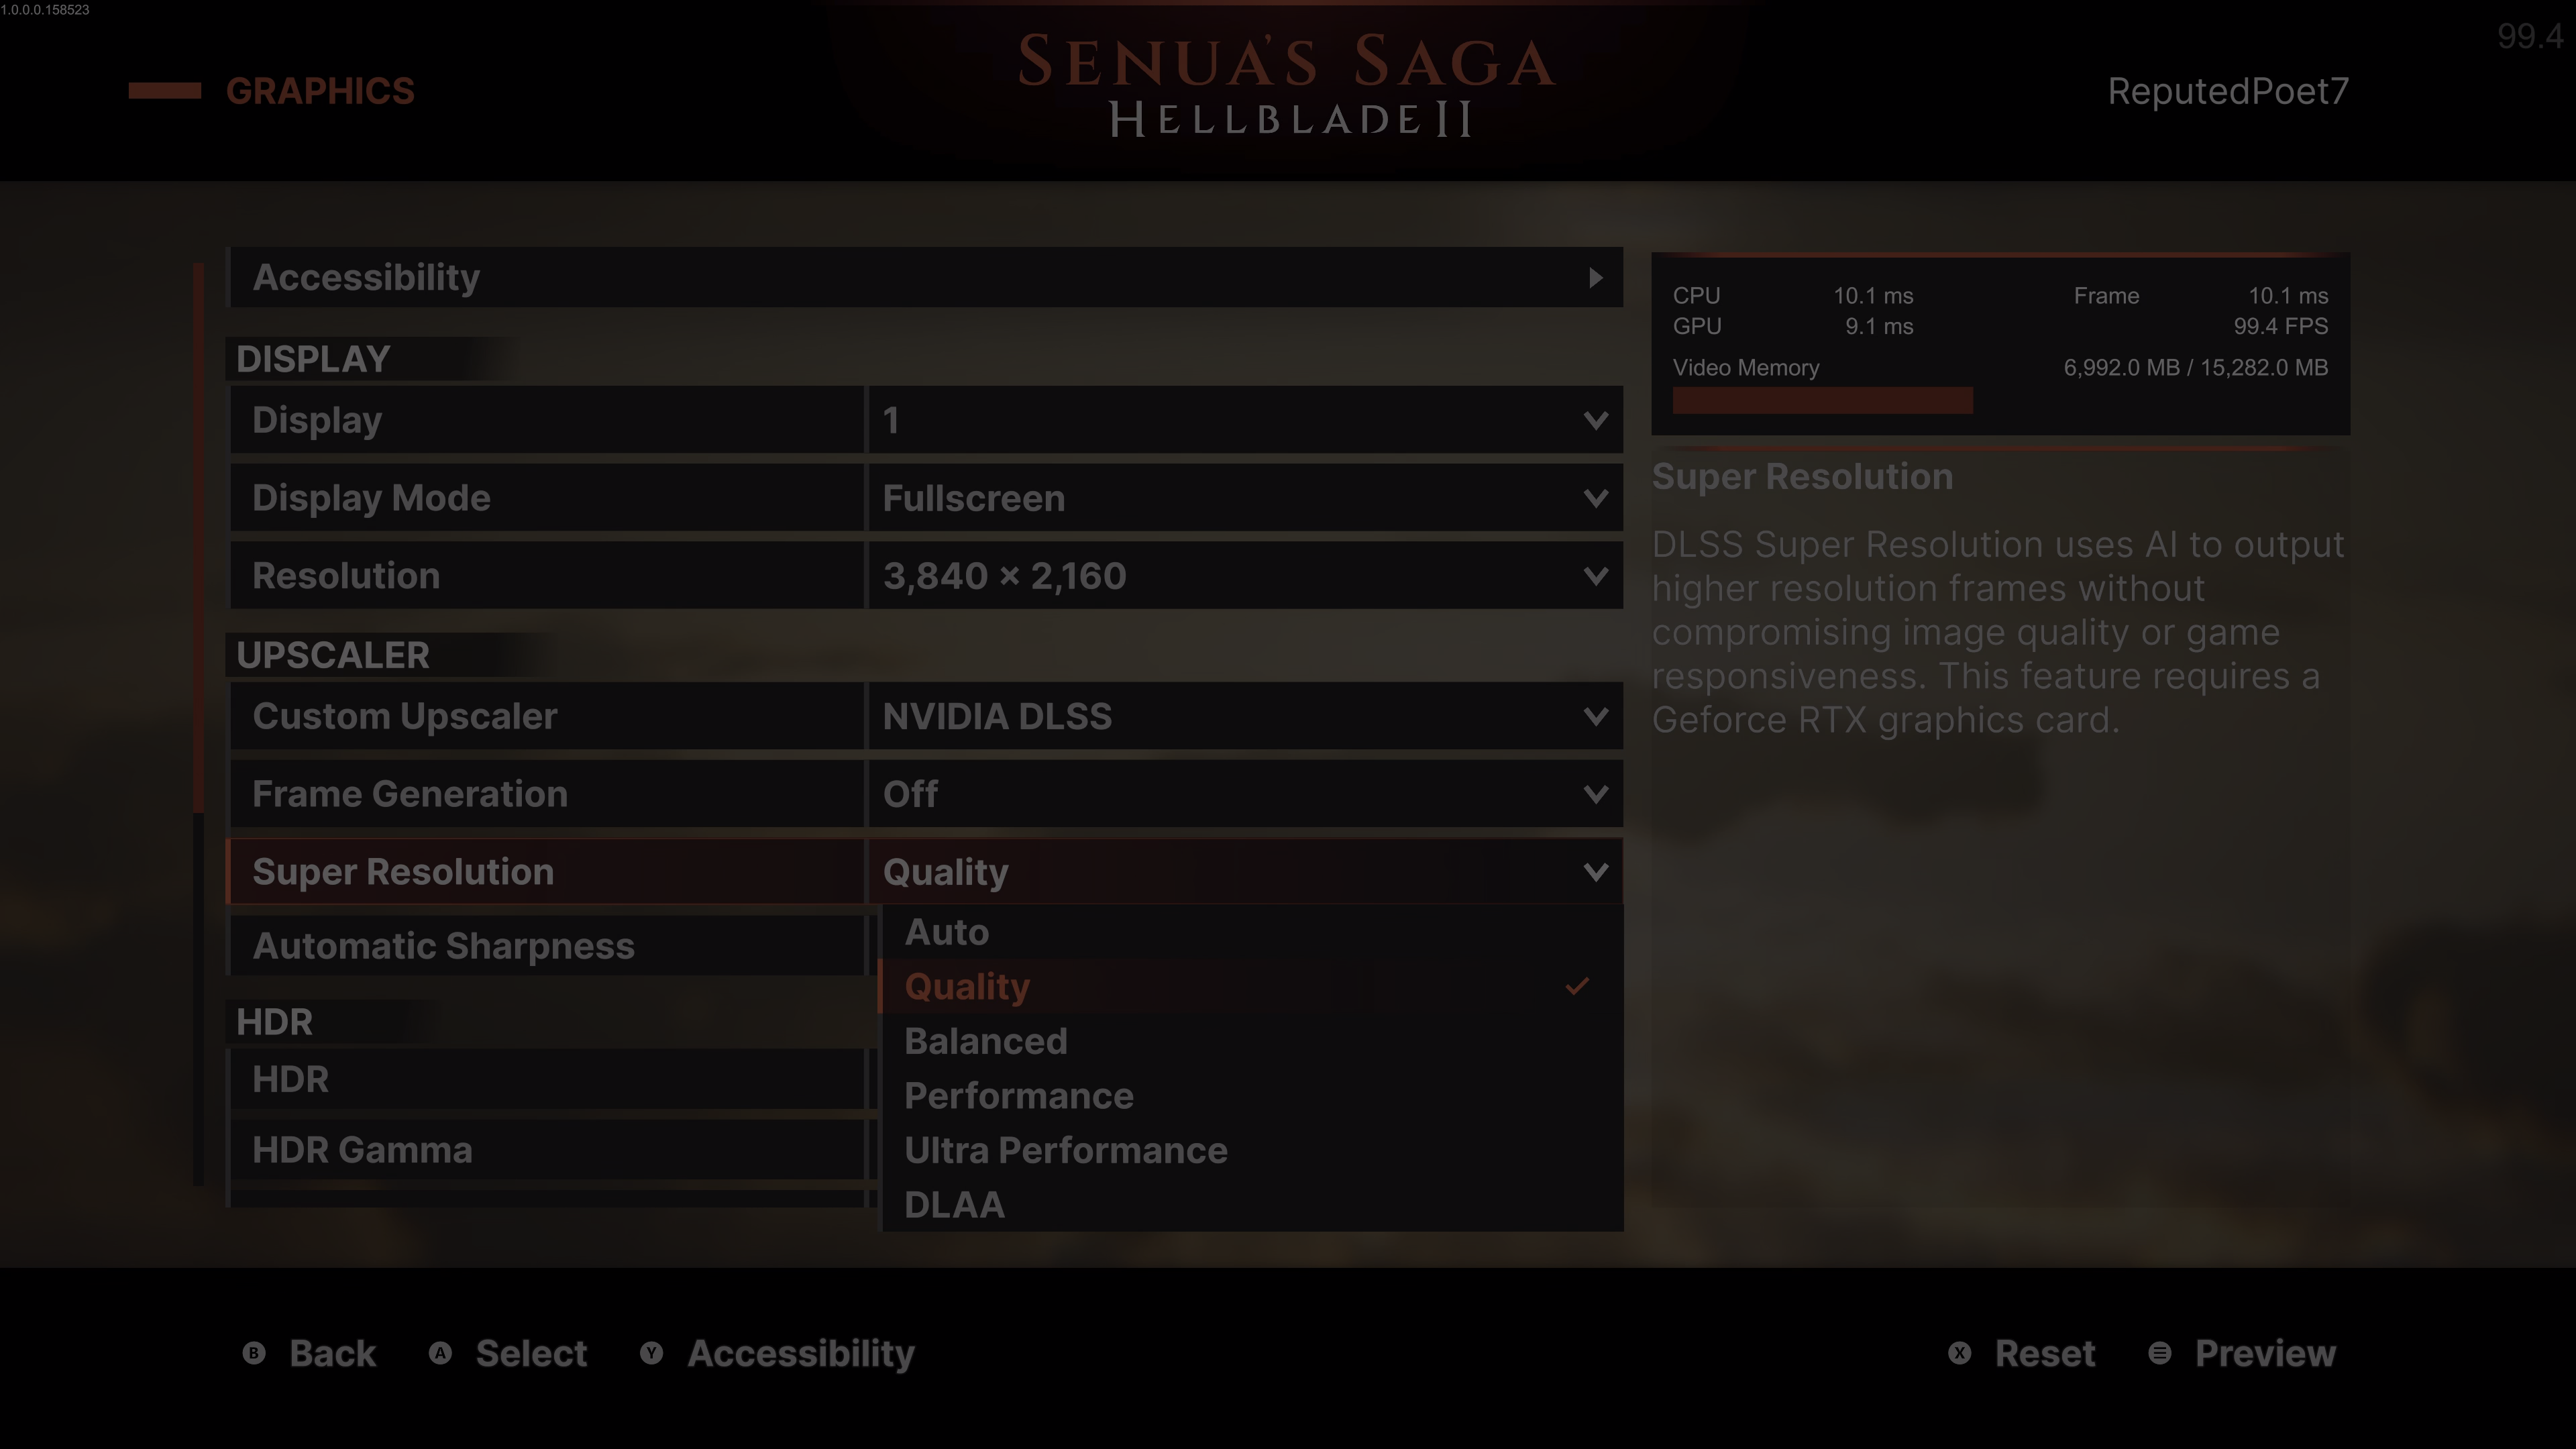 1.0.0.0.158523
99.4
GRAPHICS
SENUA'S SAGA
HELLBLADE II
ReputedPoet7
Accessibility
DISPLAY
Display 1
Display Mode Fullscreen
Resolution 3,840 × 2,160
UPSCALER
Custom Upscaler NVIDIA DLSS
Frame Generation Off
Super Resolution Quality
Automatic Sharpness
HDR
HDR
HDR Gamma
Auto
Quality
Balanced
Performance
Ultra Performance
DLAA
CPU 10.1 ms Frame 10.1 ms
GPU 9.1 ms 99.4 FPS
Video Memory 6,992.0 MB / 15,282.0 MB
Super Resolution
DLSS Super Resolution uses AI to output
higher resolution frames without
compromising image quality or game
responsiveness. This feature requires a
Geforce RTX graphics card.
B Back A Select Y Accessibility X Reset Preview